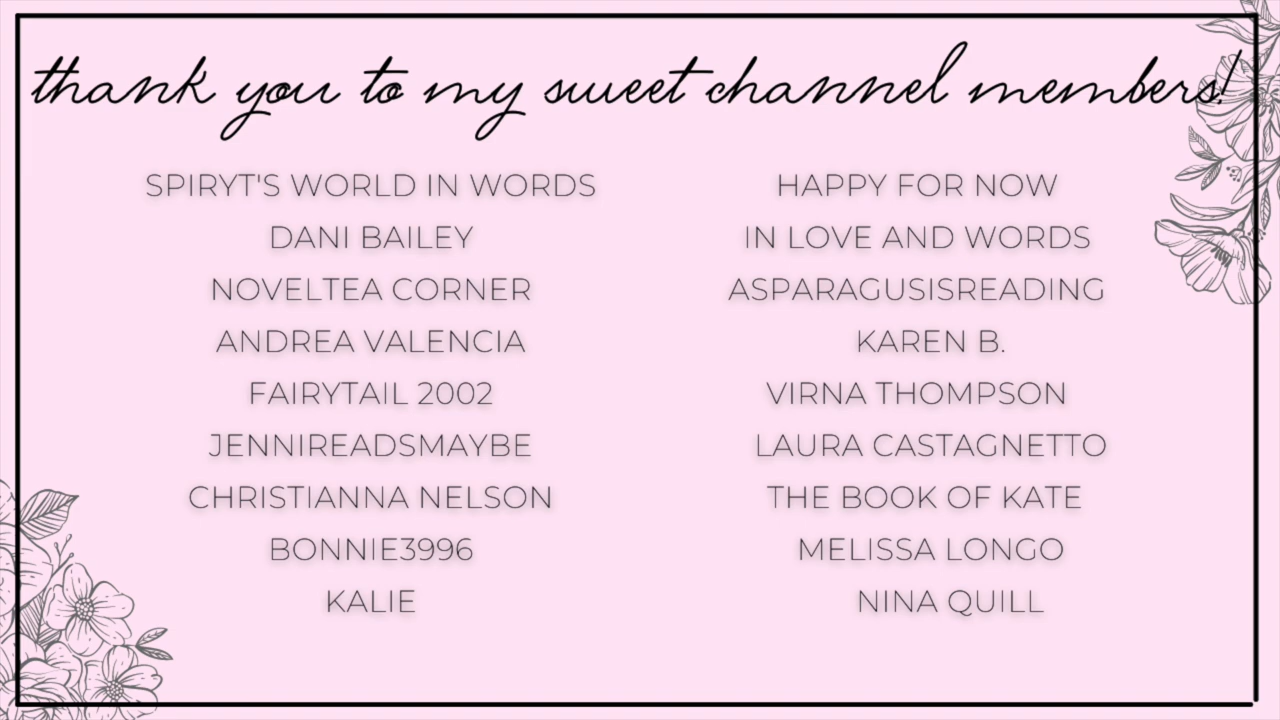 thank you to my sweet channel members!
SPIRYT'S WORLD IN WORDS
DANI BAILEY
NOVELTEA CORNER
ANDREA VALENCIA
FAIRYTAIL 2002
JENNIREADSMAYBE
CHRISTIANNA NELSON
BONNIE3996
KALIE
HAPPY FOR NOW
IN LOVE AND WORDS
ASPARAGUSISREADING
KAREN B.
VIRNA THOMPSON
LAURA CASTAGNETTO
THE BOOK OF KATE
MELISSA LONGO
NINA QUILL